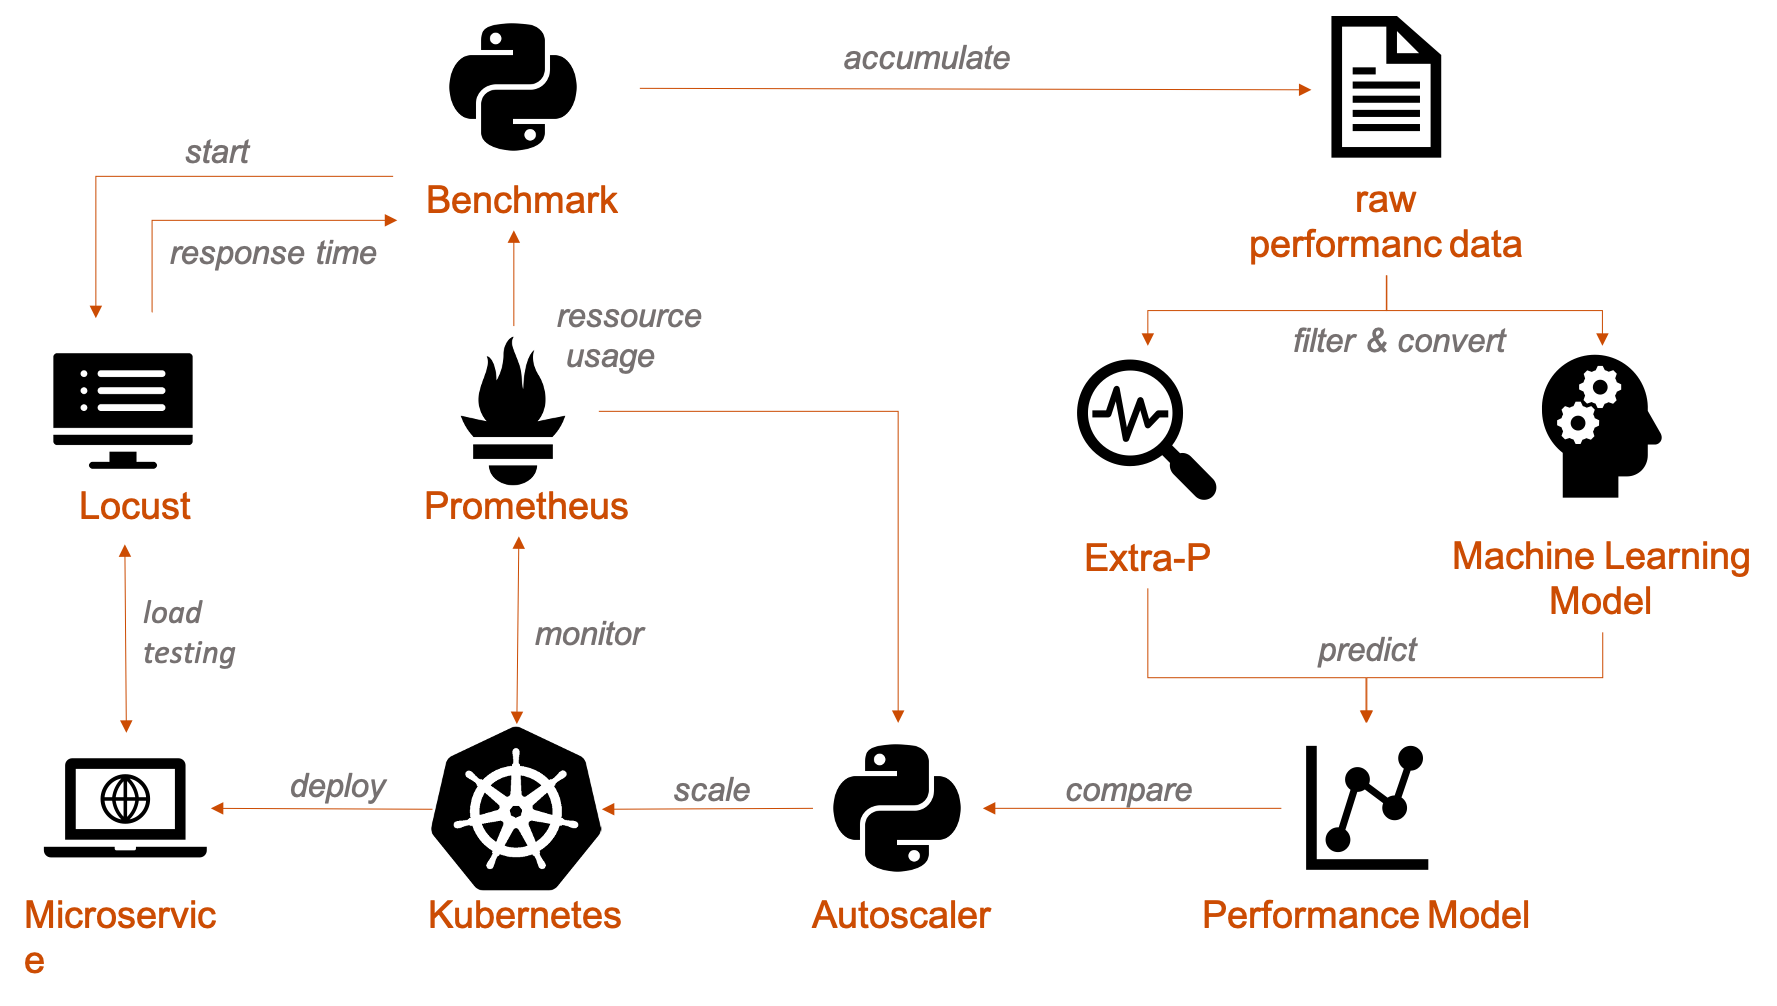 accumulate
start
Benchmark
raw
performanc data
response time
ressource
usage
filter & convert
Locust
Prometheus
Extra-P
Machine Learning
Model
load
testing
monitor
predict
deploy
scale
compare
Microservic
e
Kubernetes
Autoscaler
Performance Model